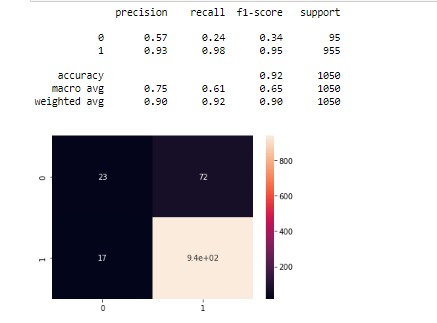 precision recall f1-score support
0 0.57 0.24 0.34 95
1 0.93 0.98 0.95 955
accuracy 0.92 1050
macro avg 0.75 0.61 0.65 1050
weighted avg 0.90 0.92 0.90 1050
0 23 72
1 17 9.4e+02
0 1
800
600
400
200